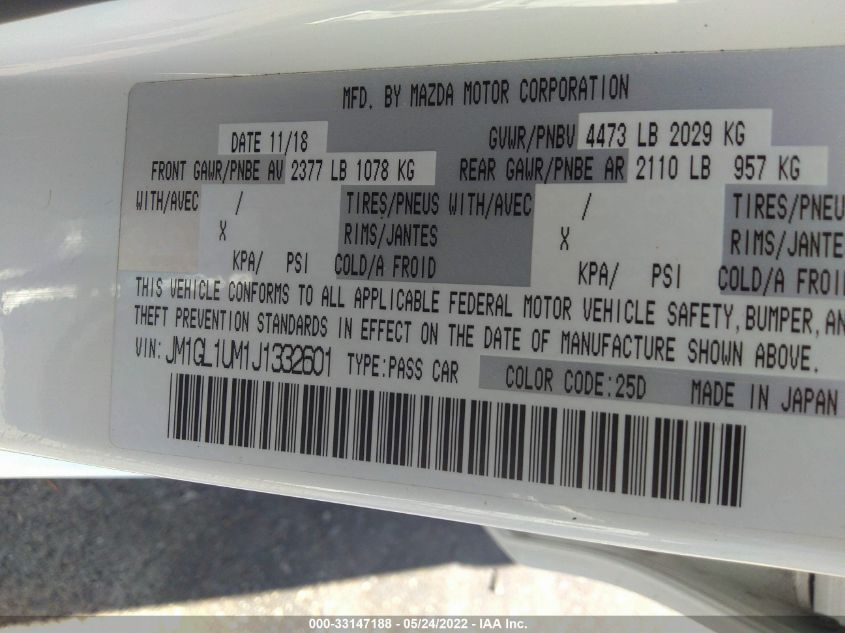 MFD. BY MAZDA MOTOR CORPORATION
DATE 11/18 GVWR/PNBV 4473 LB 2029 KG
FRONT GAWR/PNBE AV 2377 LB 1078 KG REAR GAWR/PNBE AR 2110 LB 957 KG
WITH/AVEC / TIRES/PNEUS WITH/AVEC / TIRES/PNEU
X RIMS/JANTES X RIMS/JANTE
KPA/ PSI COLD/A FROID KPA/ PSI COLD/A FROI
THIS VEHICLE CONFORMS TO ALL APPLICABLE FEDERAL MOTOR VEHICLE SAFETY, BUMPER, AN
THEFT PREVENTION STANDARDS IN EFFECT ON THE DATE OF MANUFACTURE SHOWN ABOVE.
VIN: JM1GL1UM1J1332601 TYPE:PASS CAR COLOR CODE:25D MADE IN JAPAN
000-33147188 - 05/24/2022 - IAA Inc.